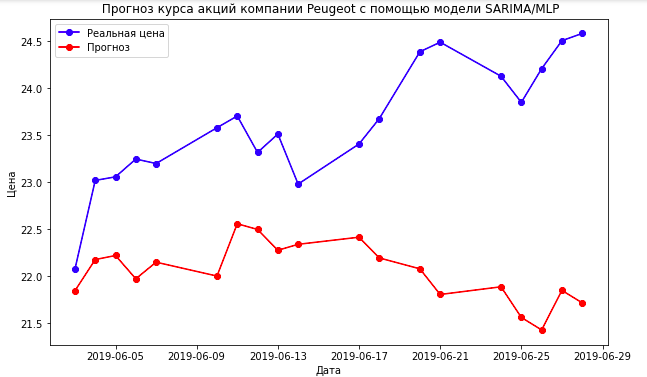 Прогноз курса акций компании Peugeot с помощью модели SARIMA/MLP
Реальная цена
Прогноз
24.5
24.0
23.5
23.0
22.5
22.0
21.5
Цена
2019-06-05
2019-06-09
2019-06-13
2019-06-17
2019-06-21
2019-06-25
2019-06-29
Дата